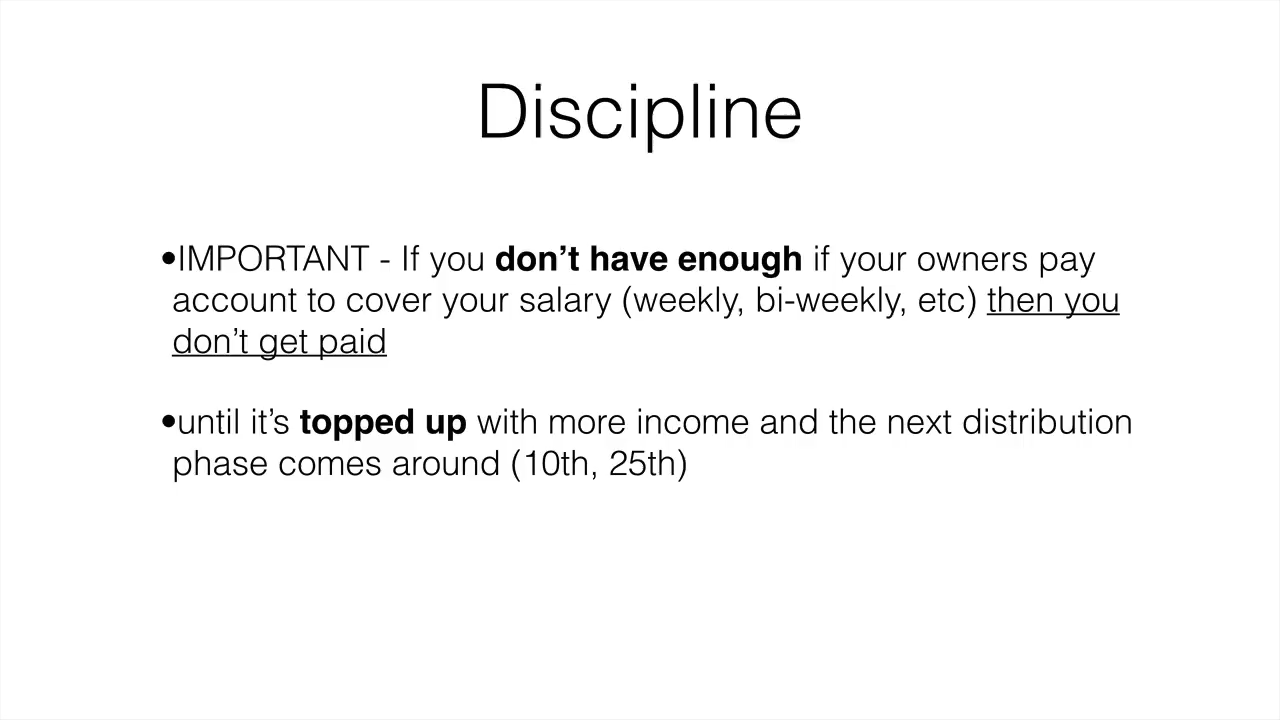 Discipline
•IMPORTANT - If you don’t have enough if your owners pay
account to cover your salary (weekly, bi-weekly, etc) then you
don’t get paid
•until it’s topped up with more income and the next distribution
phase comes around (10th, 25th)